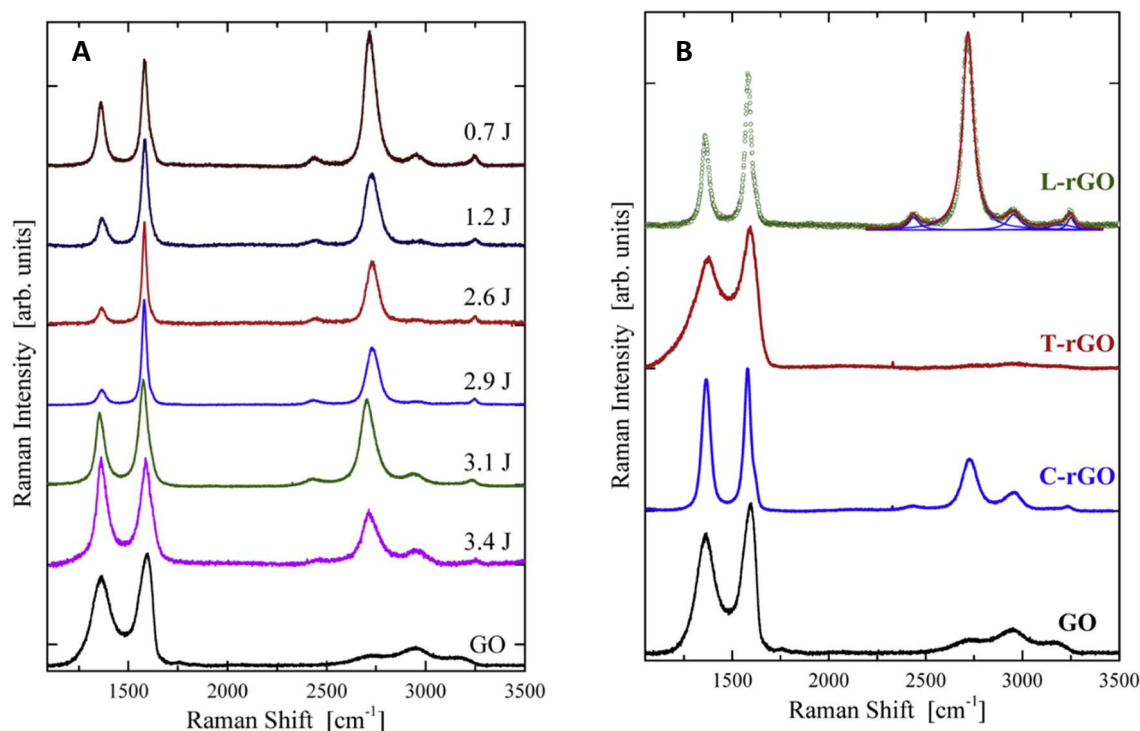 A
0.7 J
1.2 J
2.6 J
2.9 J
3.1 J
3.4 J
GO
Raman Intensity [arb. units]
1500 2000 2500 3000 3500
Raman Shift [cm-1]
B
L-rGO
T-rGO
C-rGO
GO
Raman Intensity [arb. units]
1500 2000 2500 3000 3500
Raman Shift [cm-1]